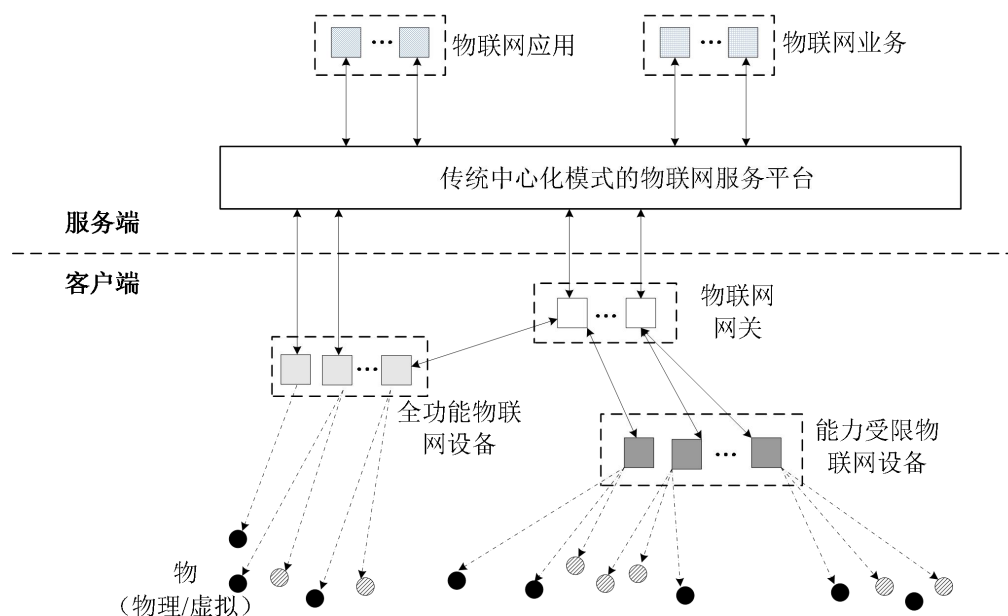 物联网应用
物联网业务
传统中心化模式的物联网服务平台
服务端
客户端
物联网
网关
全功能物联
网设备
能力受限物
联网设备
物
（物理/虚拟）